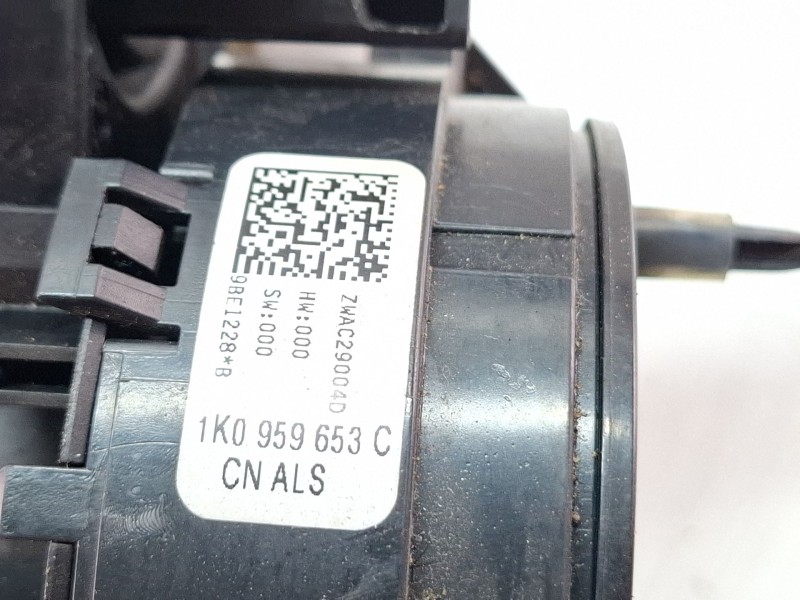 ZWAC29004D
HW:000
SW:000
9BE1228*B
1K0 959 653 C
CN ALS